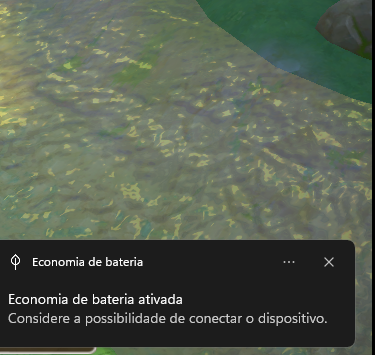 Economia de bateria
Economia de bateria ativada
Considere a possibilidade de conectar o dispositivo.